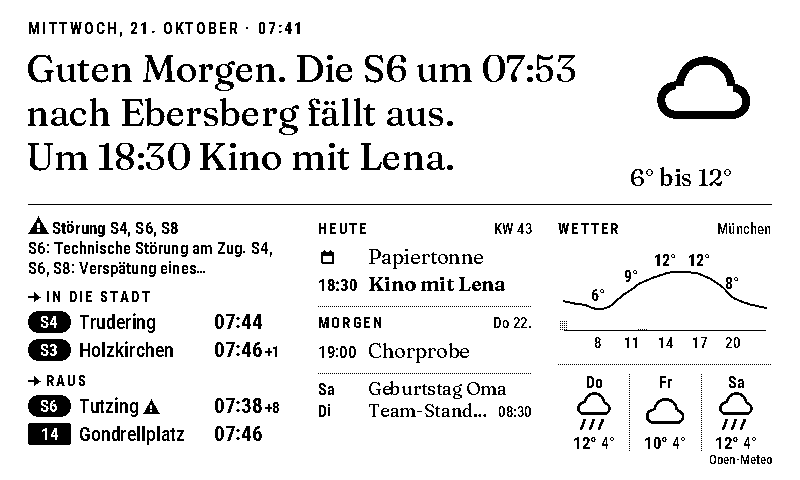 MITTWOCH, 21. OKTOBER · 07:41
Guten Morgen. Die S6 um 07:53
nach Ebersberg fällt aus.
Um 18:30 Kino mit Lena.
6° bis 12°
Störung S4, S6, S8
S6: Technische Störung am Zug. S4,
S6, S8: Verspätung eines…
→ IN DIE STADT
S4 Trudering 07:44
S3 Holzkirchen 07:46 +1
→ RAUS
S6 Tutzing 07:38 +8
14 Gondrellplatz 07:46
HEUTE KW 43
Papiertonne
18:30 Kino mit Lena
MORGEN Do 22.
19:00 Chorprobe
Sa Geburtstag Oma
Di Team-Stand… 08:30
WETTER München
6° 9° 12° 12° 8°
8 11 14 17 20
Do Fr Sa
12° 4° 10° 4° 12° 4°
Open-Meteo